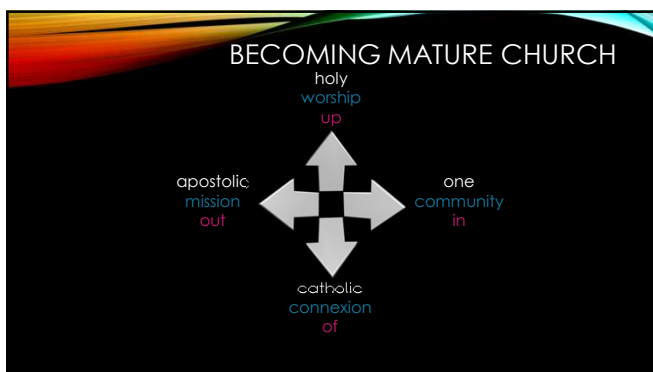 BECOMING MATURE CHURCH
holy
worship
up
apostolic;
mission
out
one
community
in
catholic
connexion
of